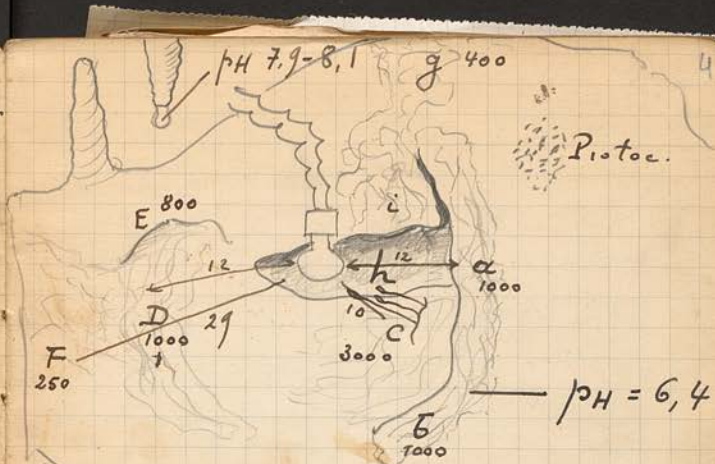 pH 7,9-8,1
g 400
4
Protoc.
i
E 800
12
h 12
a
1000
D
1000
29
10
C
3000
F
250
pH = 6,4
б
1000